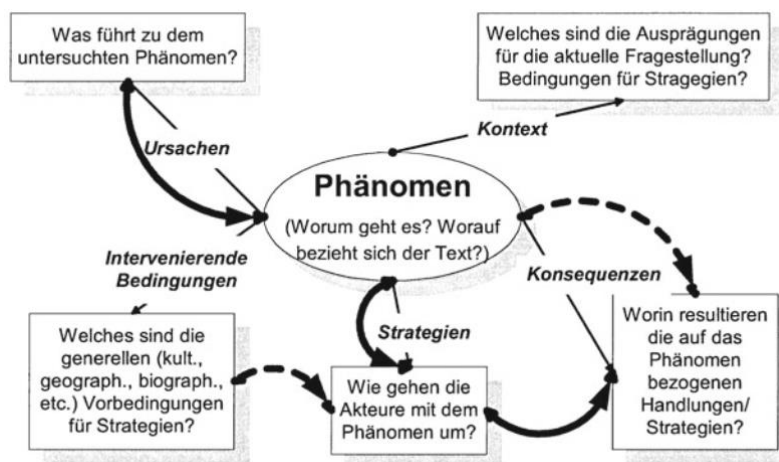 Was führt zu dem
untersuchten Phänomen?
Welches sind die Ausprägungen
für die aktuelle Fragestellung?
Bedingungen für Stragegien?
Ursachen
Kontext
Phänomen
(Worum geht es? Worauf
bezieht sich der Text?)
Intervenierende
Bedingungen
Konsequenzen
Strategien
Welches sind die
generellen (kult.,
geograph., biograph.,
etc.) Vorbedingungen
für Strategien?
Wie gehen die
Akteure mit dem
Phänomen um?
Worin resultieren
die auf das
Phänomen
bezogenen
Handlungen/
Strategien?